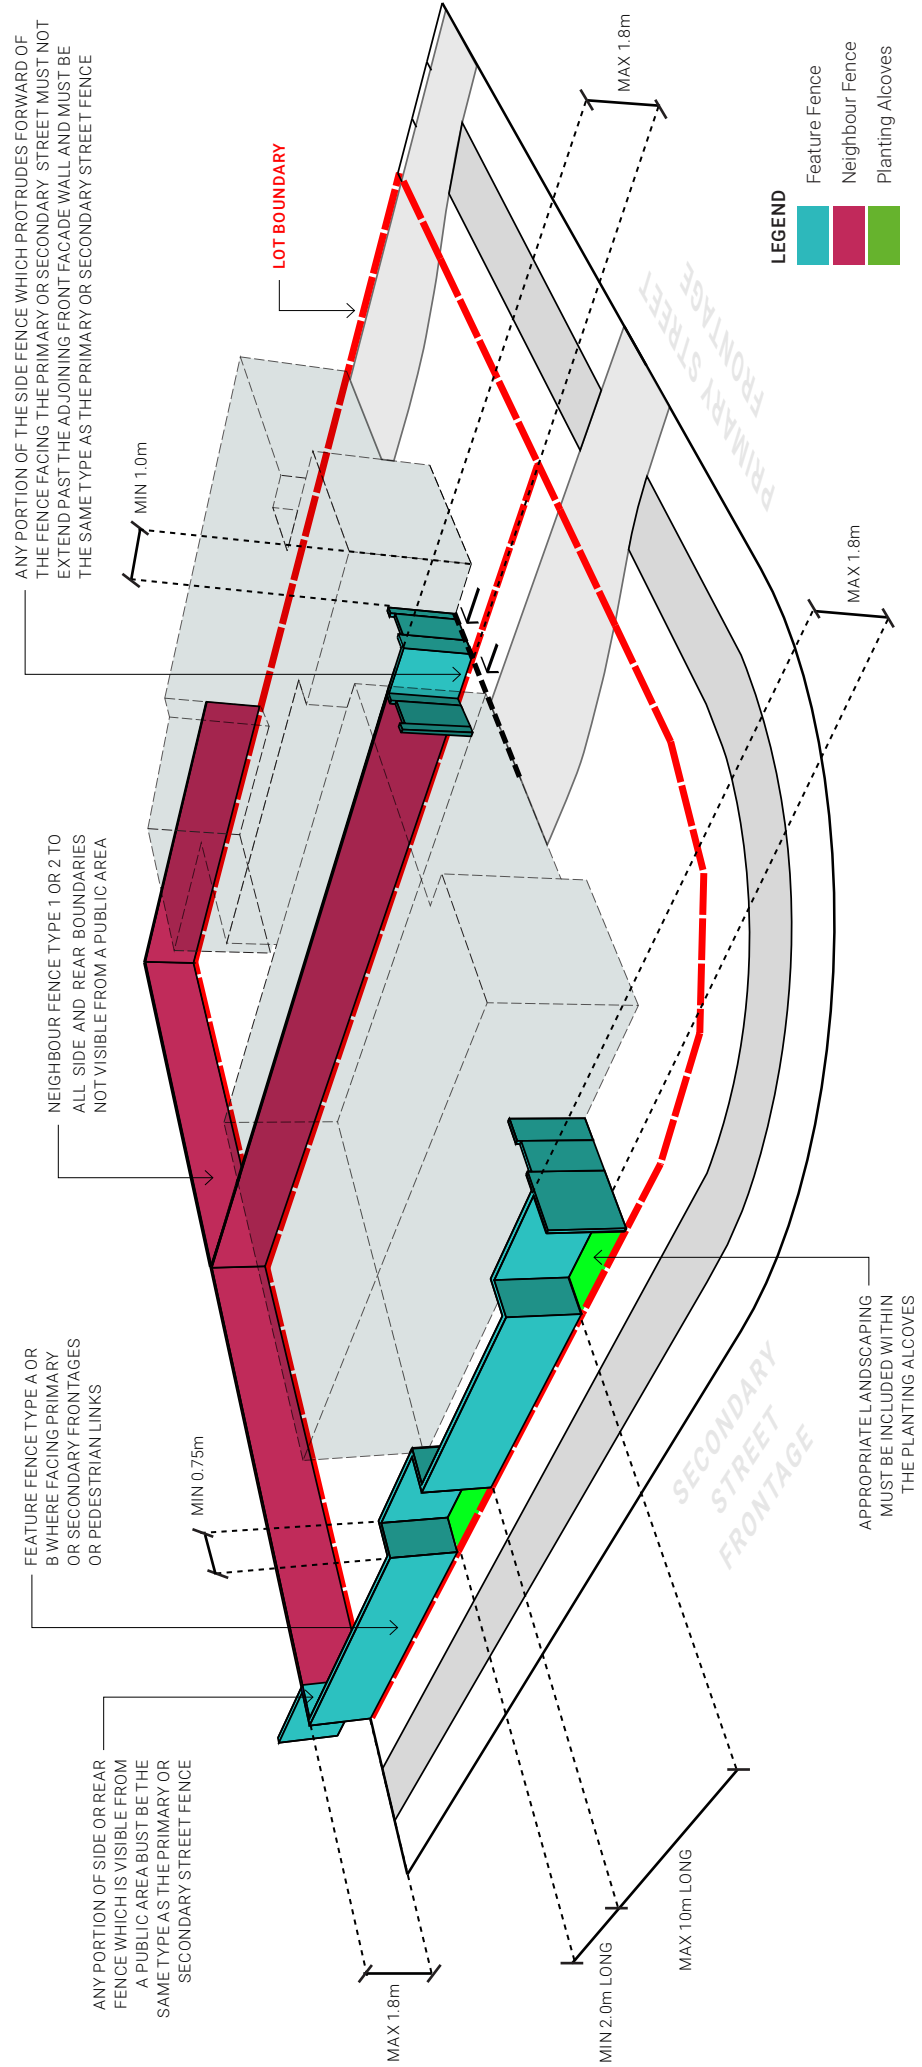 ANY PORTION OF SIDE OR REAR
FENCE WHICH IS VISIBLE FROM
A PUBLIC AREA BUST BE THE
SAME TYPE AS THE PRIMARY OR
SECONDARY STREET FENCE
FEATURE FENCE TYPE A OR
B WHERE FACING PRIMARY
OR SECONDARY FRONTAGES
OR PEDESTRIAN LINKS
NEIGHBOUR FENCE TYPE 1 OR 2 TO
ALL SIDE AND REAR BOUNDARIES
NOT VISIBLE FROM A PUBLIC AREA
ANY PORTION OF THE SIDE FENCE WHICH PROTRUDES FORWARD OF
THE FENCE FACING THE PRIMARY OR SECONDARY STREET MUST NOT
EXTEND PAST THE ADJOINING FRONT FACADE WALL AND MUST BE
THE SAME TYPE AS THE PRIMARY OR SECONDARY STREET FENCE
MIN 0.75m
MIN 1.0m
LOT BOUNDARY
MAX 1.8m
MAX 1.8m
MAX 1.8m
MIN 2.0m LONG
MAX 10m LONG
SECONDARY
STREET
FRONTAGE
PRIMARY STREET
FRONTAGE
APPROPRIATE LANDSCAPING
MUST BE INCLUDED WITHIN
THE PLANTING ALCOVES
LEGEND
Feature Fence
Neighbour Fence
Planting Alcoves